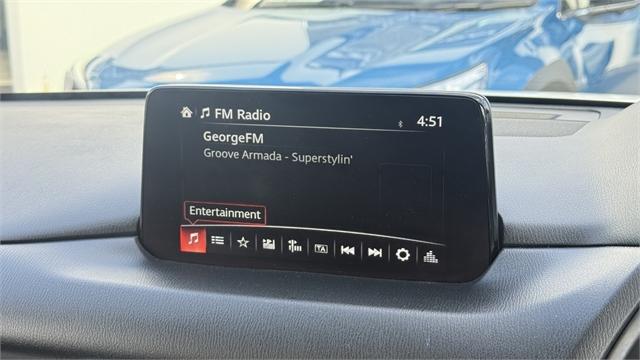 FM Radio
4:51
GeorgeFM
Groove Armada - Superstylin'
Entertainment
TA